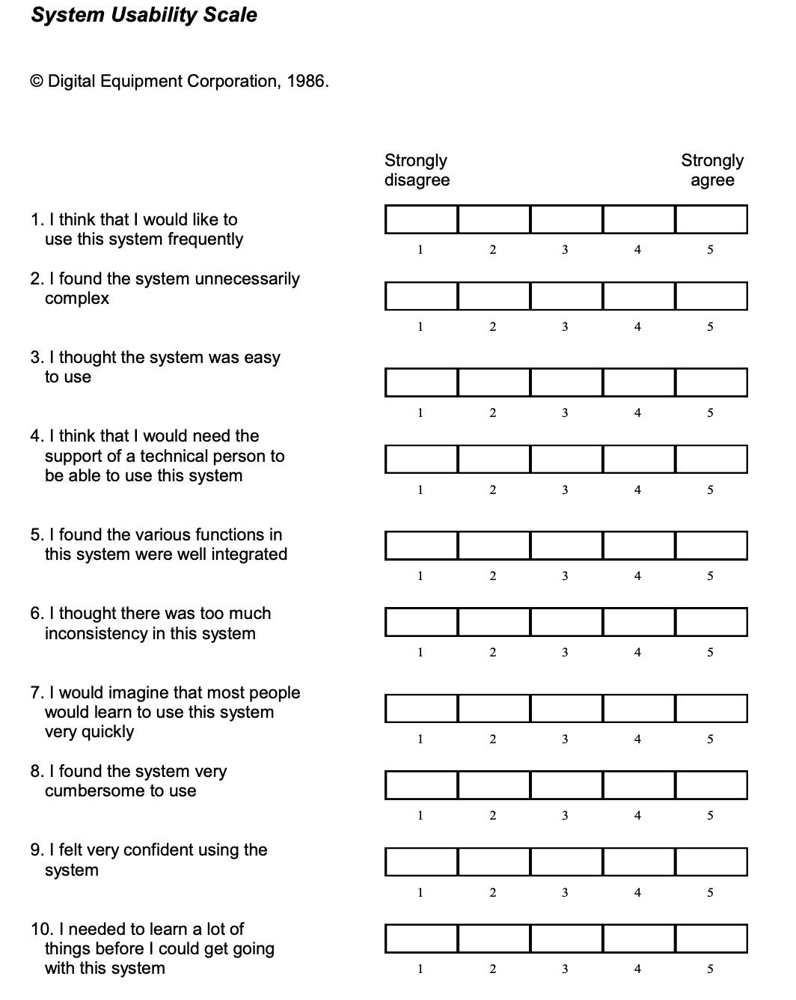 System Usability Scale
© Digital Equipment Corporation, 1986.
Strongly Strongly
disagree agree
1. I think that I would like to
use this system frequently
1 2 3 4 5
2. I found the system unnecessarily
complex
1 2 3 4 5
3. I thought the system was easy
to use
1 2 3 4 5
4. I think that I would need the
support of a technical person to
be able to use this system
1 2 3 4 5
5. I found the various functions in
this system were well integrated
1 2 3 4 5
6. I thought there was too much
inconsistency in this system
1 2 3 4 5
7. I would imagine that most people
would learn to use this system
very quickly
1 2 3 4 5
8. I found the system very
cumbersome to use
1 2 3 4 5
9. I felt very confident using the
system
1 2 3 4 5
10. I needed to learn a lot of
things before I could get going
with this system
1 2 3 4 5